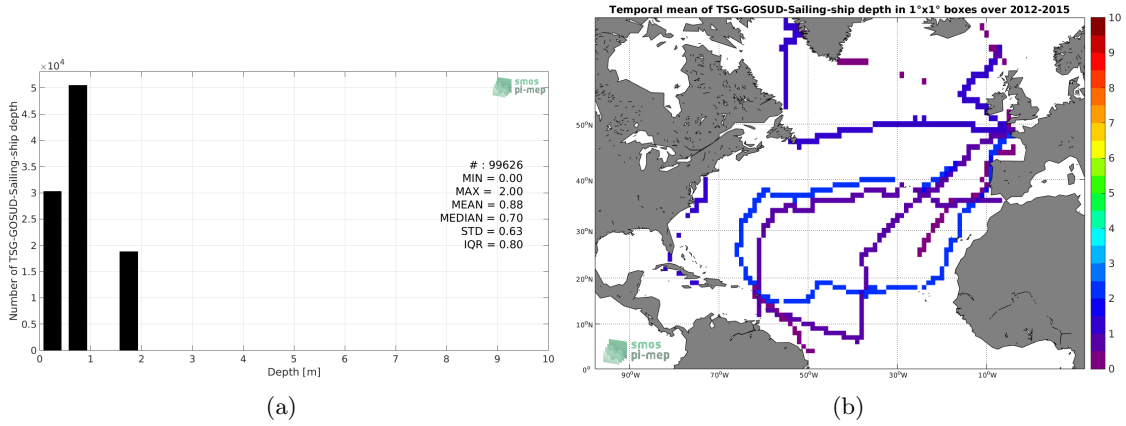 ×10⁴
5
4.5
4
3.5
3
2.5
2
1.5
1
0.5
0
Number of TSG-GOSUD-Sailing-ship depth
smos
pi-mep
# : 99626
MIN = 0.00
MAX = 2.00
MEAN = 0.88
MEDIAN = 0.70
STD = 0.63
IQR = 0.80
0 1 2 3 4 5 6 7 8 9 10
Depth [m]
(a)
Temporal mean of TSG-GOSUD-Sailing-ship depth in 1°x1° boxes over 2012-2015
50°N
40°N
30°N
20°N
10°N
0°
smos
pi-mep
90°W 70°W 50°W 30°W 10°W
10
9
8
7
6
5
4
3
2
1
0
(b)